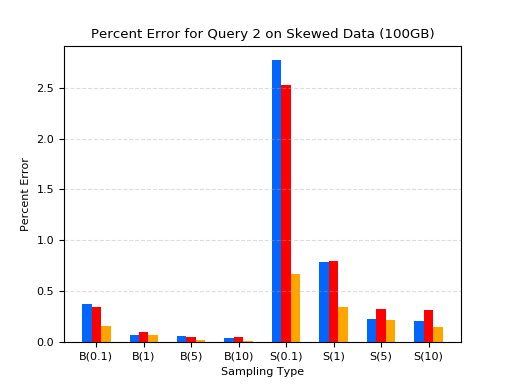 Percent Error for Query 2 on Skewed Data (100GB)
Percent Error
2.5
2.0
1.5
1.0
0.5
0.0
B(0.1) B(1) B(5) B(10) S(0.1) S(1) S(5) S(10)
Sampling Type